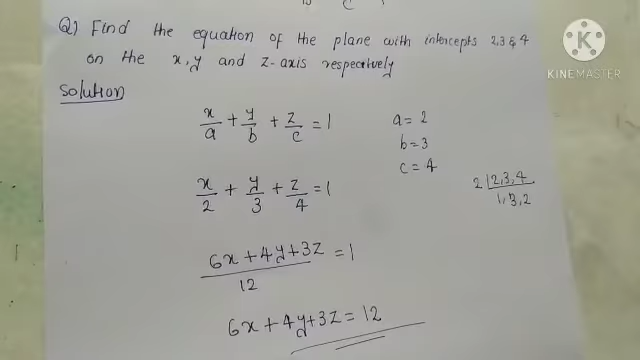 Q) Find the equation of the plane with intercepts 2,3 & 4
on the x, y and z-axis respectively
KINEMASTER
Solution
x/a + y/b + z/c = 1
a = 2
b = 3
c = 4
x/2 + y/3 + z/4 = 1
2 | 2, 3, 4
1, 3, 2
6x + 4y + 3z / 12 = 1
6x + 4y + 3z = 12